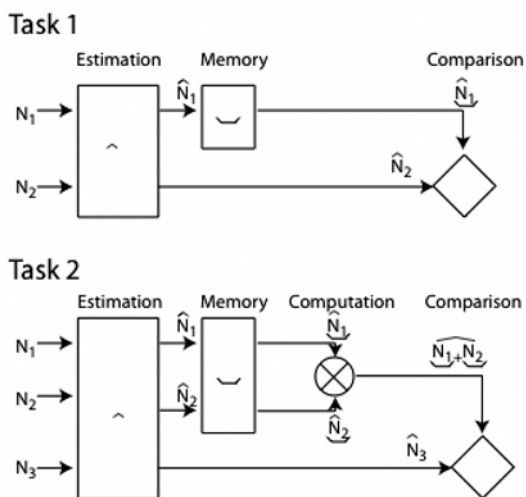 Task 1
Estimation Memory Comparison
N₁ N̂₁ N̂₁
N₂ N̂₂
Task 2
Estimation Memory Computation Comparison
N₁ N̂₁ N̂₁ N₁+N₂
N₂ N̂₂ N̂₂
N₃ N̂₃